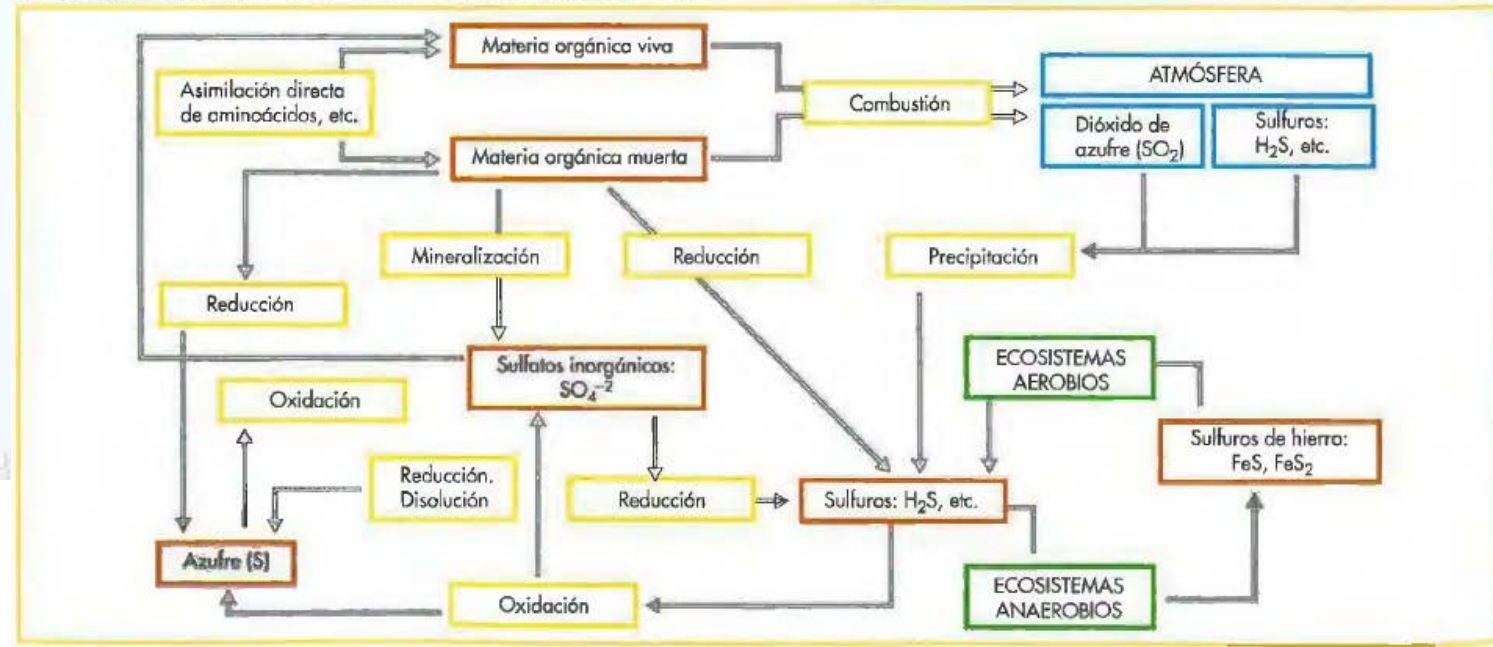 Materia orgánica viva
ATMÓSFERA
Asimilación directa
de aminoácidos, etc.
Combustión
Dióxido de
azufre (SO₂)
Sulfuros:
H₂S, etc.
Materia orgánica muerta
Mineralización
Reducción
Precipitación
Reducción
Sulfatos inorgánicos:
SO₄⁻²
ECOSISTEMAS
AEROBIOS
Oxidación
Sulfuros de hierro:
FeS, FeS₂
Reducción.
Disolución
Reducción
Sulfuros: H₂S, etc.
Azufre (S)
Oxidación
ECOSISTEMAS
ANAEROBIOS